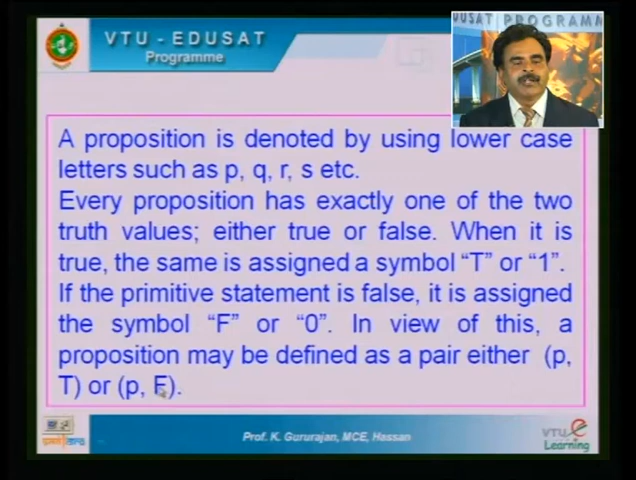 VTU - EDUSAT
Programme
DUSAT PROGRAMM
A proposition is denoted by using lower case
letters such as p, q, r, s etc.
Every proposition has exactly one of the two
truth values; either true or false. When it is
true, the same is assigned a symbol "T" or "1".
If the primitive statement is false, it is assigned
the symbol "F" or "0". In view of this, a
proposition may be defined as a pair either (p,
T) or (p, F).
Prof. K. Gururajan, MCE, Hassan
VTU e
Learning